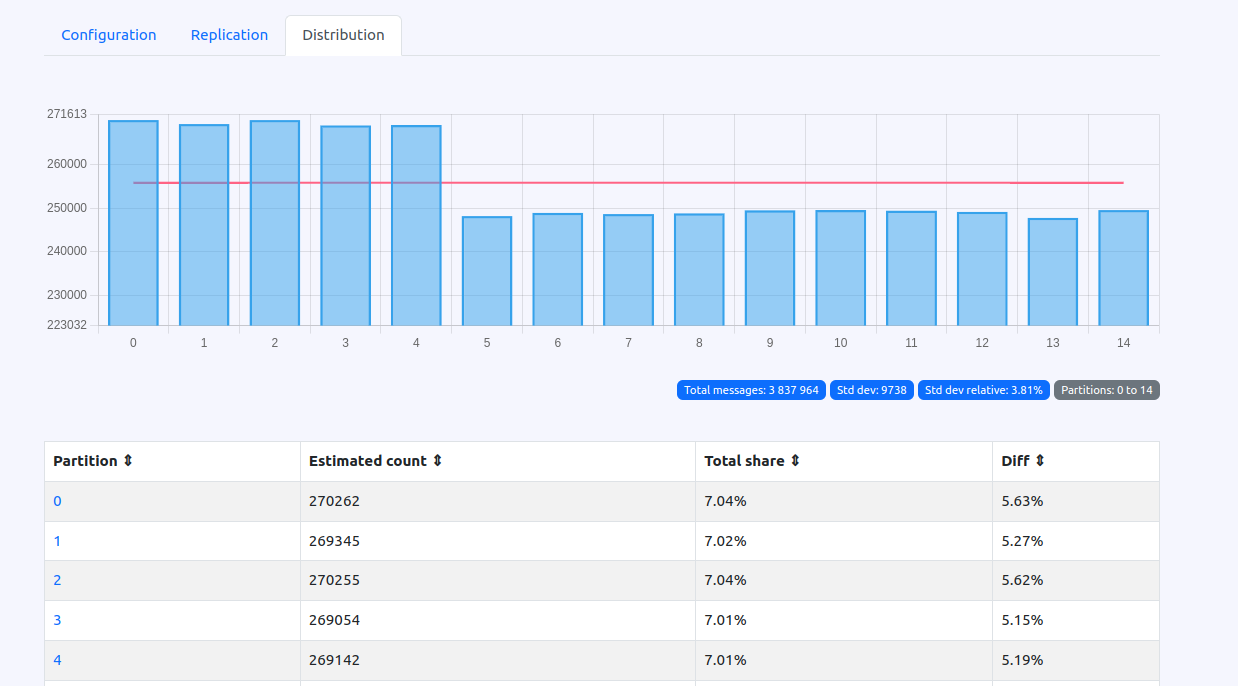 Configuration Replication Distribution
271613
260000
250000
240000
230000
223032
0 1 2 3 4 5 6 7 8 9 10 11 12 13 14
Total messages: 3 837 964 Std dev: 9738 Std dev relative: 3.81% Partitions: 0 to 14
Partition ⇕ Estimated count ⇕ Total share ⇕ Diff ⇕
0 270262 7.04% 5.63%
1 269345 7.02% 5.27%
2 270255 7.04% 5.62%
3 269054 7.01% 5.15%
4 269142 7.01% 5.19%